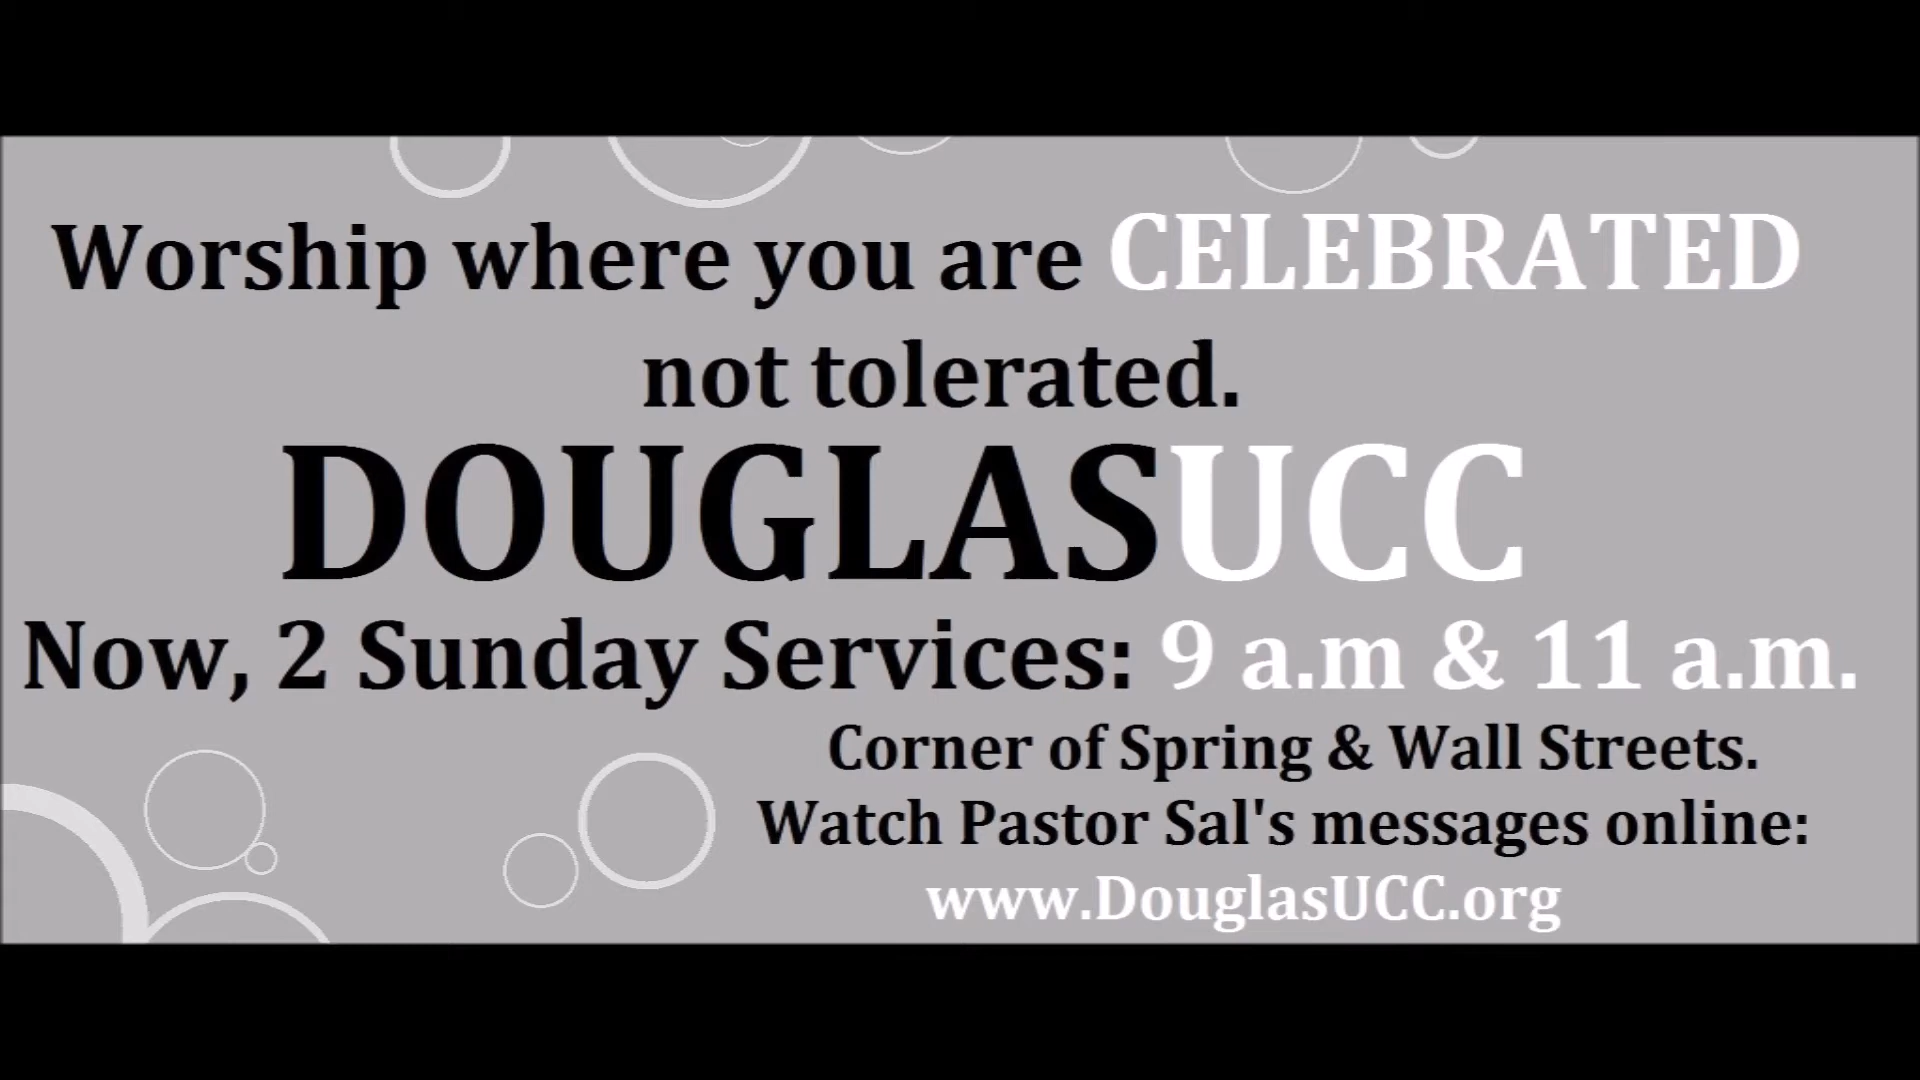 Worship where you are CELEBRATED
not tolerated.
DOUGLASUCC
Now, 2 Sunday Services: 9 a.m & 11 a.m.
Corner of Spring & Wall Streets.
Watch Pastor Sal's messages online:
www.DouglasUCC.org